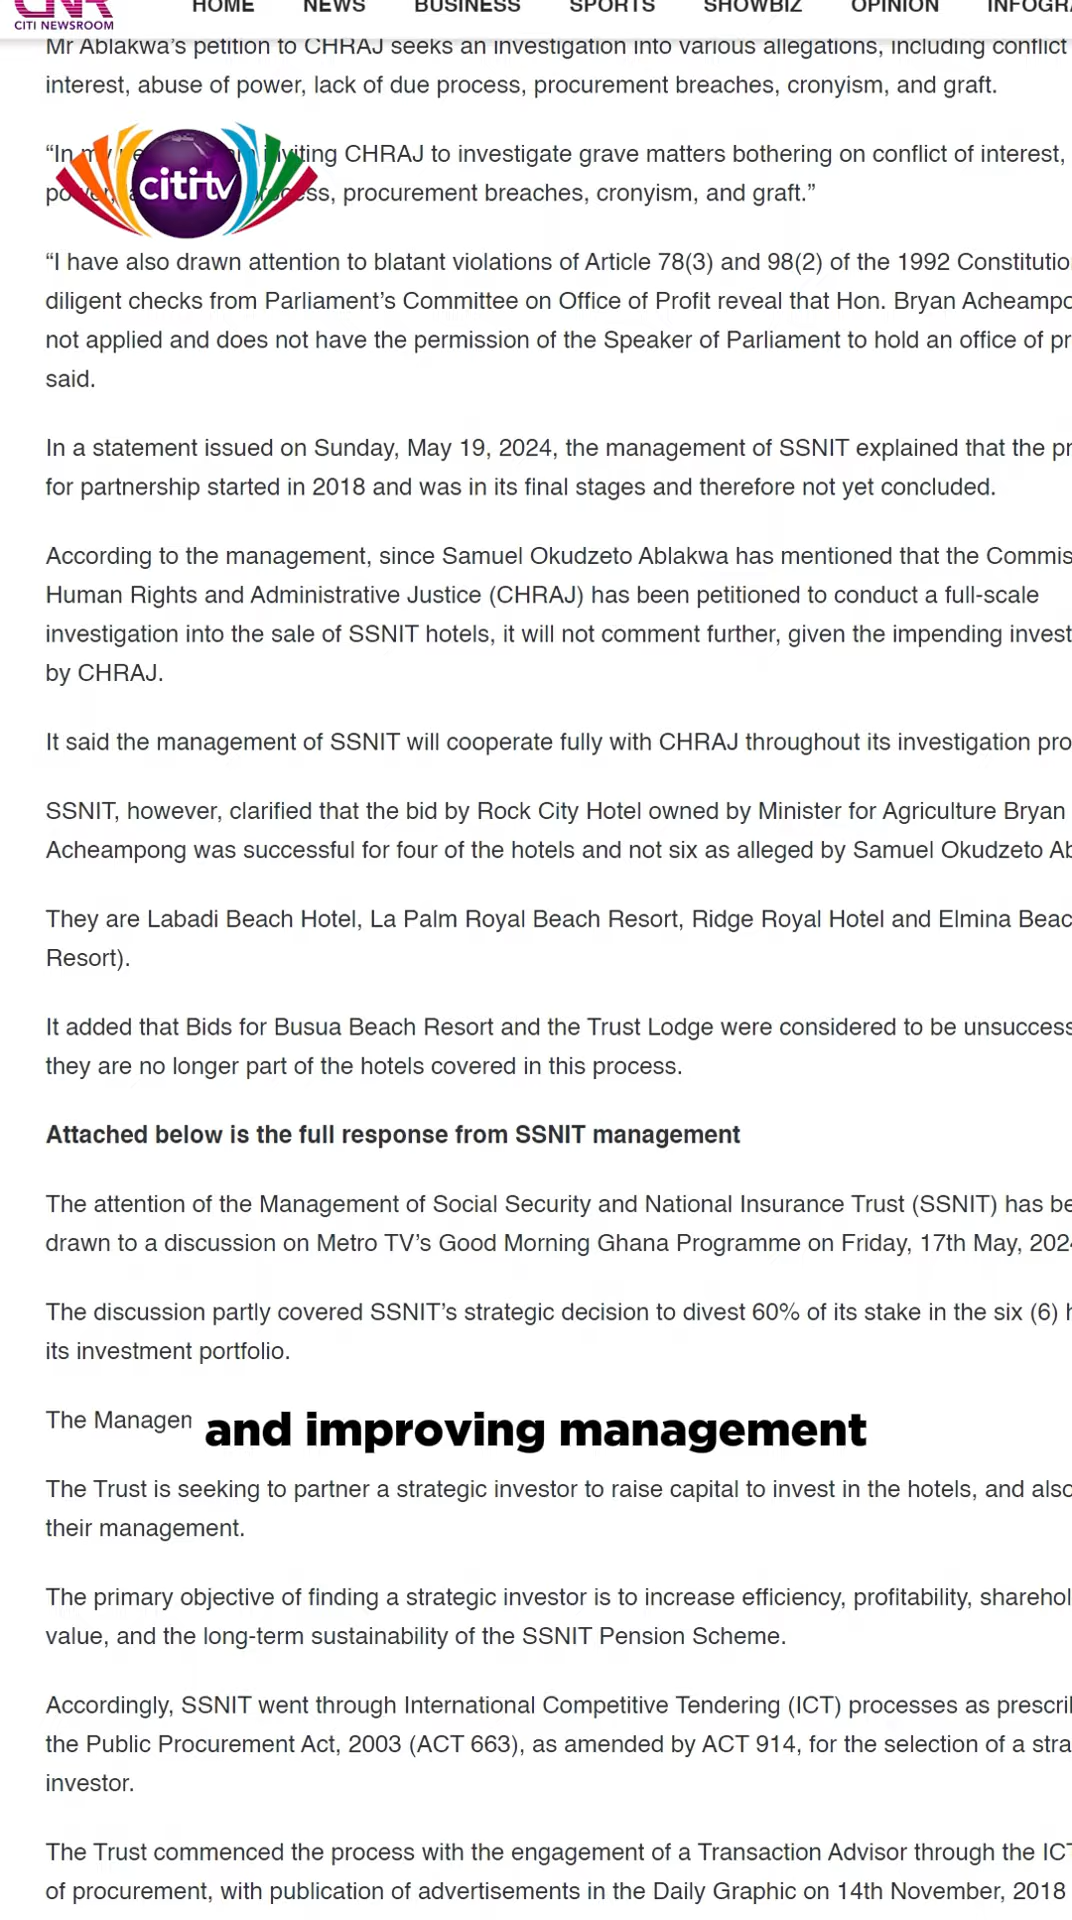 CNR HOME NEWS BUSINESS SPORTS SHOWBIZ OPINION INFOGRA
CITI NEWSROOM
Mr Ablakwa’s petition to CHRAJ seeks an investigation into various allegations, including conflict
interest, abuse of power, lack of due process, procurement breaches, cronyism, and graft.
“In my inviting CHRAJ to investigate grave matters bothering on conflict of interest,
citi tv
procurement breaches, cronyism, and graft.”
“I have also drawn attention to blatant violations of Article 78(3) and 98(2) of the 1992 Constitutio
diligent checks from Parliament’s Committee on Office of Profit reveal that Hon. Bryan Acheampo
not applied and does not have the permission of the Speaker of Parliament to hold an office of pr
said.
In a statement issued on Sunday, May 19, 2024, the management of SSNIT explained that the pr
for partnership started in 2018 and was in its final stages and therefore not yet concluded.
According to the management, since Samuel Okudzeto Ablakwa has mentioned that the Commis
Human Rights and Administrative Justice (CHRAJ) has been petitioned to conduct a full-scale
investigation into the sale of SSNIT hotels, it will not comment further, given the impending invest
by CHRAJ.
It said the management of SSNIT will cooperate fully with CHRAJ throughout its investigation pro
SSNIT, however, clarified that the bid by Rock City Hotel owned by Minister for Agriculture Bryan
Acheampong was successful for four of the hotels and not six as alleged by Samuel Okudzeto Ab
They are Labadi Beach Hotel, La Palm Royal Beach Resort, Ridge Royal Hotel and Elmina Beac
Resort).
It added that Bids for Busua Beach Resort and the Trust Lodge were considered to be unsuccess
they are no longer part of the hotels covered in this process.
Attached below is the full response from SSNIT management
The attention of the Management of Social Security and National Insurance Trust (SSNIT) has be
drawn to a discussion on Metro TV’s Good Morning Ghana Programme on Friday, 17th May, 202
The discussion partly covered SSNIT’s strategic decision to divest 60% of its stake in the six (6) h
its investment portfolio.
The Managem
and improving management
The Trust is seeking to partner a strategic investor to raise capital to invest in the hotels, and also
their management.
The primary objective of finding a strategic investor is to increase efficiency, profitability, sharehol
value, and the long-term sustainability of the SSNIT Pension Scheme.
Accordingly, SSNIT went through International Competitive Tendering (ICT) processes as prescril
the Public Procurement Act, 2003 (ACT 663), as amended by ACT 914, for the selection of a stra
investor.
The Trust commenced the process with the engagement of a Transaction Advisor through the ICT
of procurement, with publication of advertisements in the Daily Graphic on 14th November, 2018